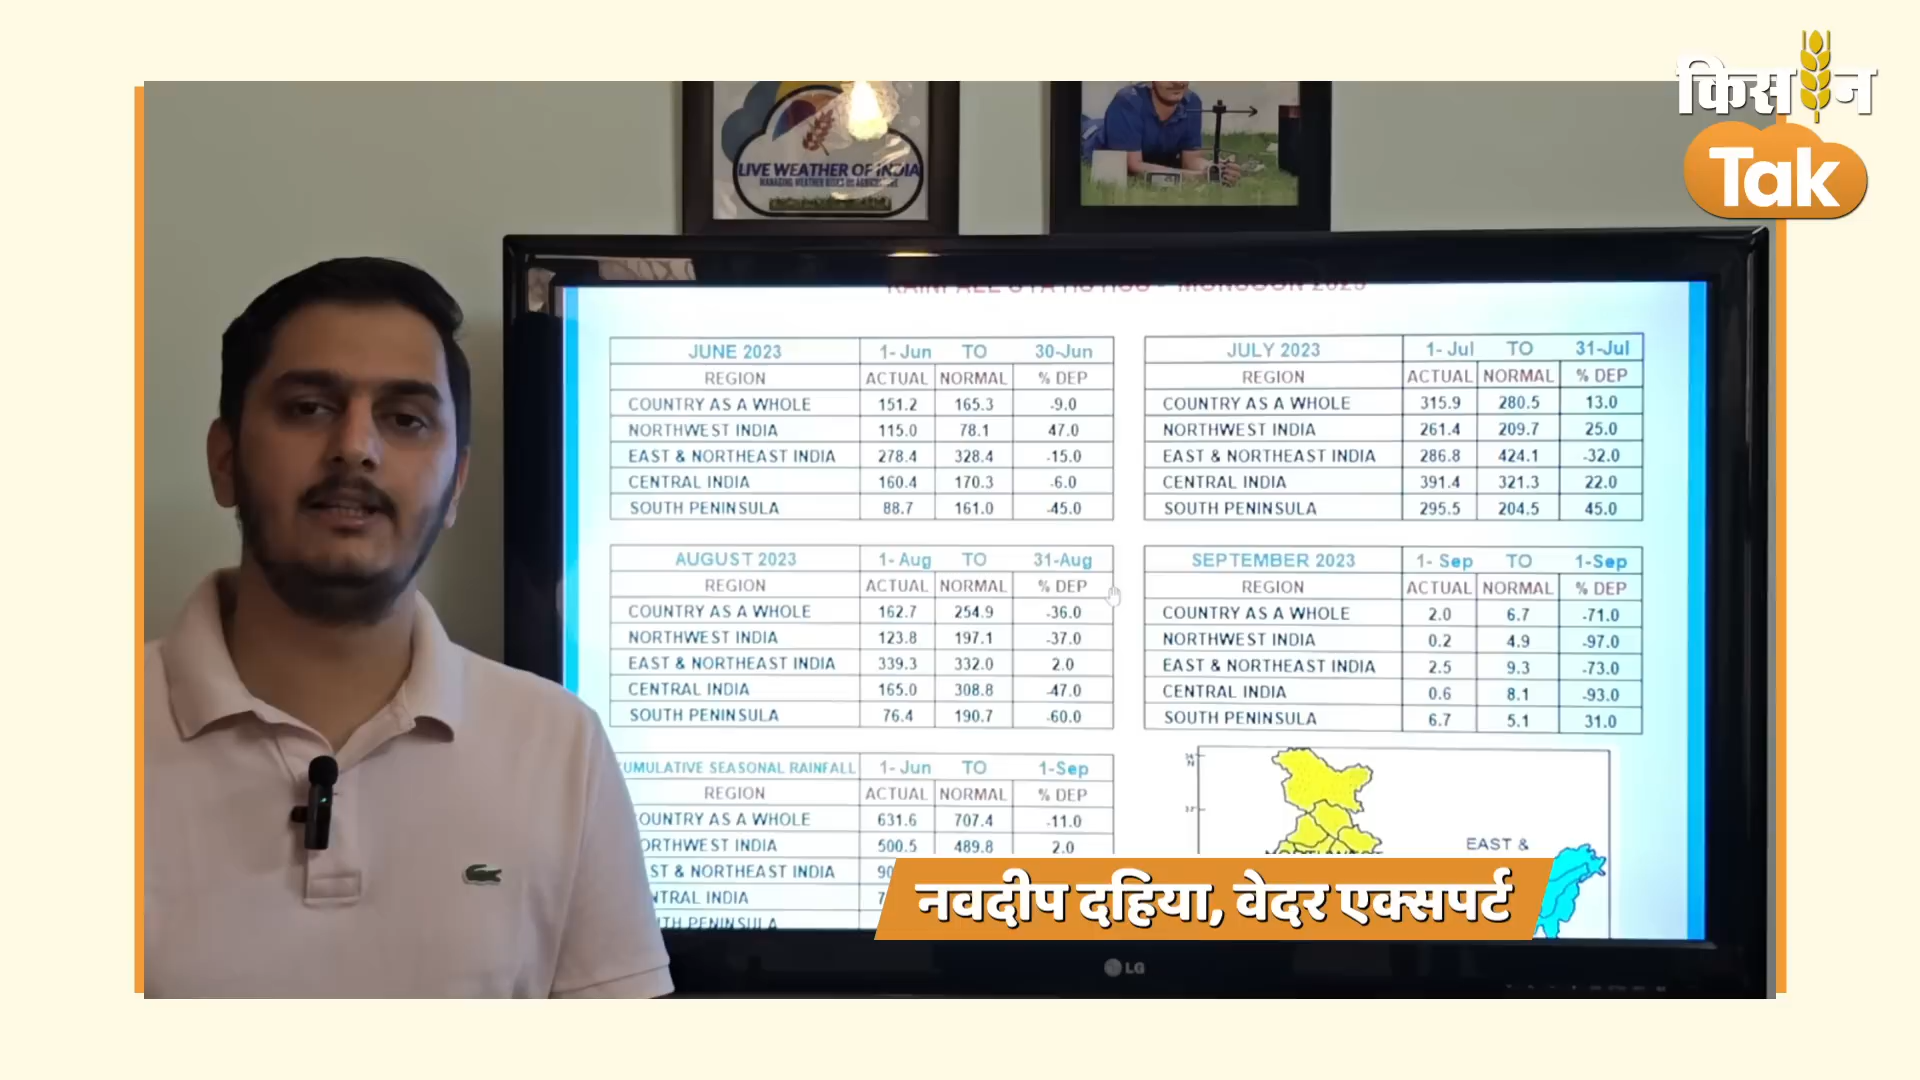 किसान
Tak
LIVE WEATHER OF INDIA
RAINFALL STATISTICS - MONSOON 2023
JUNE 2023 1- Jun TO 30-Jun
REGION ACTUAL NORMAL % DEP
COUNTRY AS A WHOLE 151.2 165.3 -9.0
NORTHWEST INDIA 115.0 78.1 47.0
EAST & NORTHEAST INDIA 278.4 328.4 -15.0
CENTRAL INDIA 160.4 170.3 -6.0
SOUTH PENINSULA 88.7 161.0 -45.0
JULY 2023 1- Jul TO 31-Jul
REGION ACTUAL NORMAL % DEP
COUNTRY AS A WHOLE 315.9 280.5 13.0
NORTHWEST INDIA 261.4 209.7 25.0
EAST & NORTHEAST INDIA 286.8 424.1 -32.0
CENTRAL INDIA 391.4 321.3 22.0
SOUTH PENINSULA 295.5 204.5 45.0
AUGUST 2023 1- Aug TO 31-Aug
REGION ACTUAL NORMAL % DEP
COUNTRY AS A WHOLE 162.7 254.9 -36.0
NORTHWEST INDIA 123.8 197.1 -37.0
EAST & NORTHEAST INDIA 339.3 332.0 2.0
CENTRAL INDIA 165.0 308.8 -47.0
SOUTH PENINSULA 76.4 190.7 -60.0
SEPTEMBER 2023 1- Sep TO 1-Sep
REGION ACTUAL NORMAL % DEP
COUNTRY AS A WHOLE 2.0 6.7 -71.0
NORTHWEST INDIA 0.2 4.9 -97.0
EAST & NORTHEAST INDIA 2.5 9.3 -73.0
CENTRAL INDIA 0.6 8.1 -93.0
SOUTH PENINSULA 6.7 5.1 31.0
UMULATIVE SEASONAL RAINFALL 1- Jun TO 1-Sep
REGION ACTUAL NORMAL % DEP
OUNTRY AS A WHOLE 631.6 707.4 -11.0
ORTHWEST INDIA 500.5 489.8 2.0
ST & NORTHEAST INDIA 90
NTRAL INDIA 7
TH PENINSULA
EAST &
नवदीप दहिया, वेदर एक्सपर्ट
LG